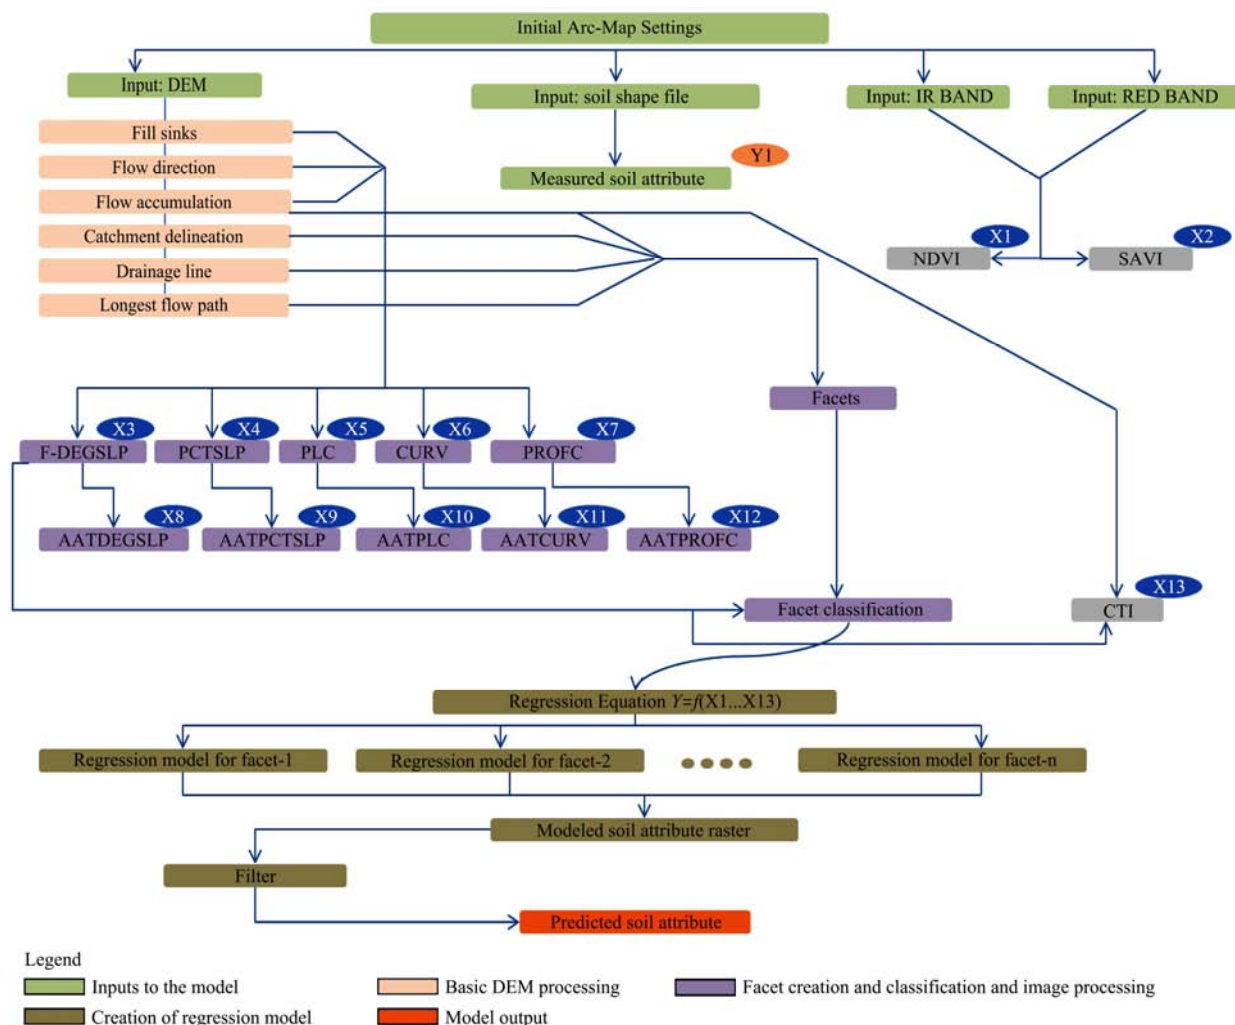 Initial Arc-Map Settings
Input: DEM
Input: soil shape file
Input: IR BAND
Input: RED BAND
Fill sinks
Flow direction
Flow accumulation
Catchment delineation
Drainage line
Longest flow path
Y1
Measured soil attribute
X1
NDVI
X2
SAVI
Facets
X3
F-DEGSLP
X4
PCTSLP
X5
PLC
X6
CURV
X7
PROFC
X8
AATDEGSLP
X9
AATPCTSLP
X10
AATPLC
X11
AATCURV
X12
AATPROFC
Facet classification
X13
CTI
Regression Equation Y=f(X1...X13)
Regression model for facet-1
Regression model for facet-2
Regression model for facet-n
Modeled soil attribute raster
Filter
Predicted soil attribute
Legend
Inputs to the model
Basic DEM processing
Facet creation and classification and image processing
Creation of regression model
Model output